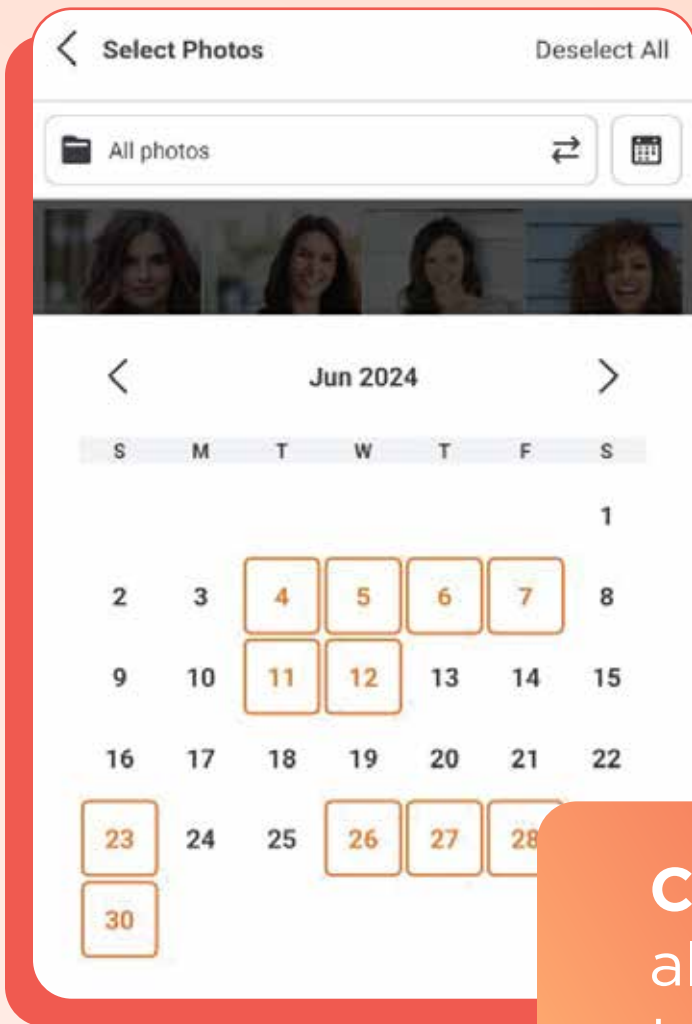 Select Photos Deselect All
All photos
Jun 2024
S M T W T F S
1
2 3 4 5 6 7 8
9 10 11 12 13 14 15
16 17 18 19 20 21 22
23 24 25 26 27 28
30